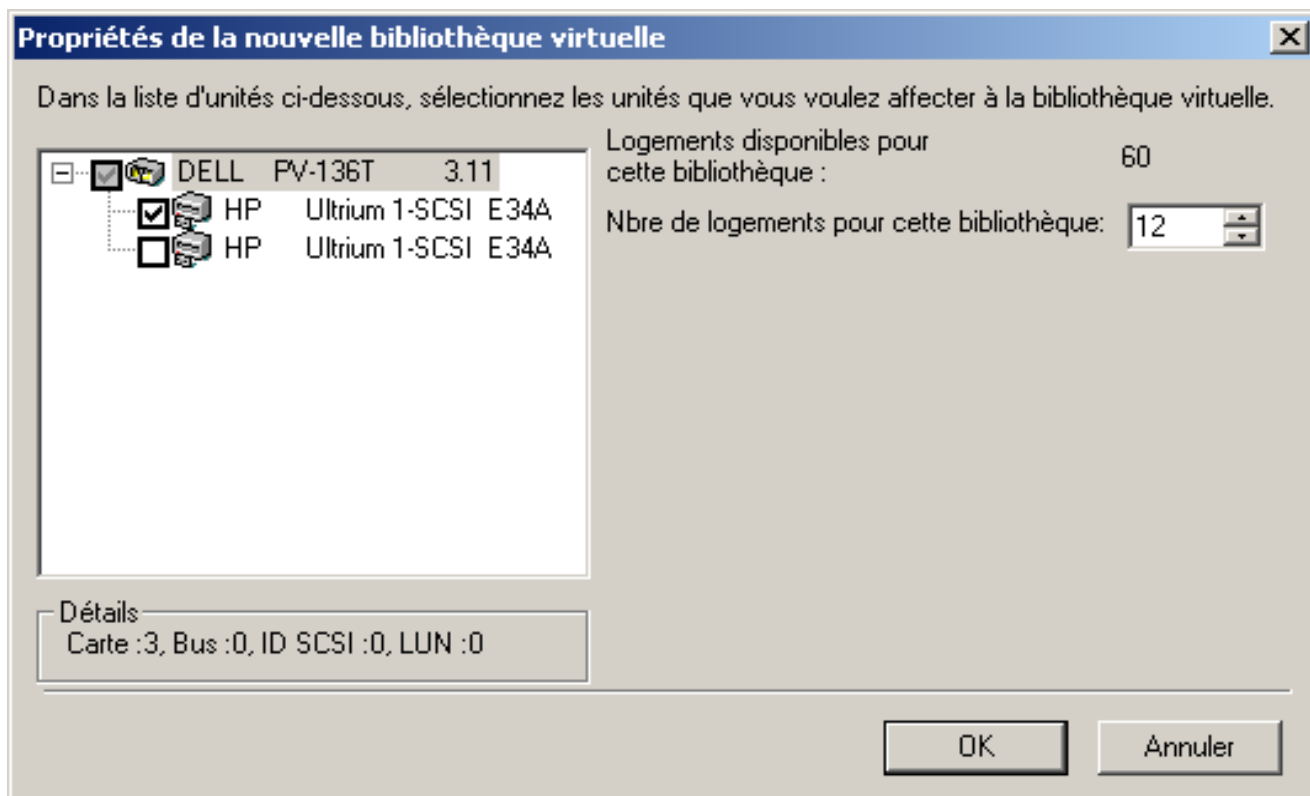 Propriétés de la nouvelle bibliothèque virtuelle
Dans la liste d'unités ci-dessous, sélectionnez les unités que vous voulez affecter à la bibliothèque virtuelle.
DELL PV-136T 3.11
HP Ultrium 1-SCSI E34A
HP Ultrium 1-SCSI E34A
Logements disponibles pour
cette bibliothèque : 60
Nbre de logements pour cette bibliothèque: 12
Détails
Carte :3, Bus :0, ID SCSI :0, LUN :0
OK Annuler